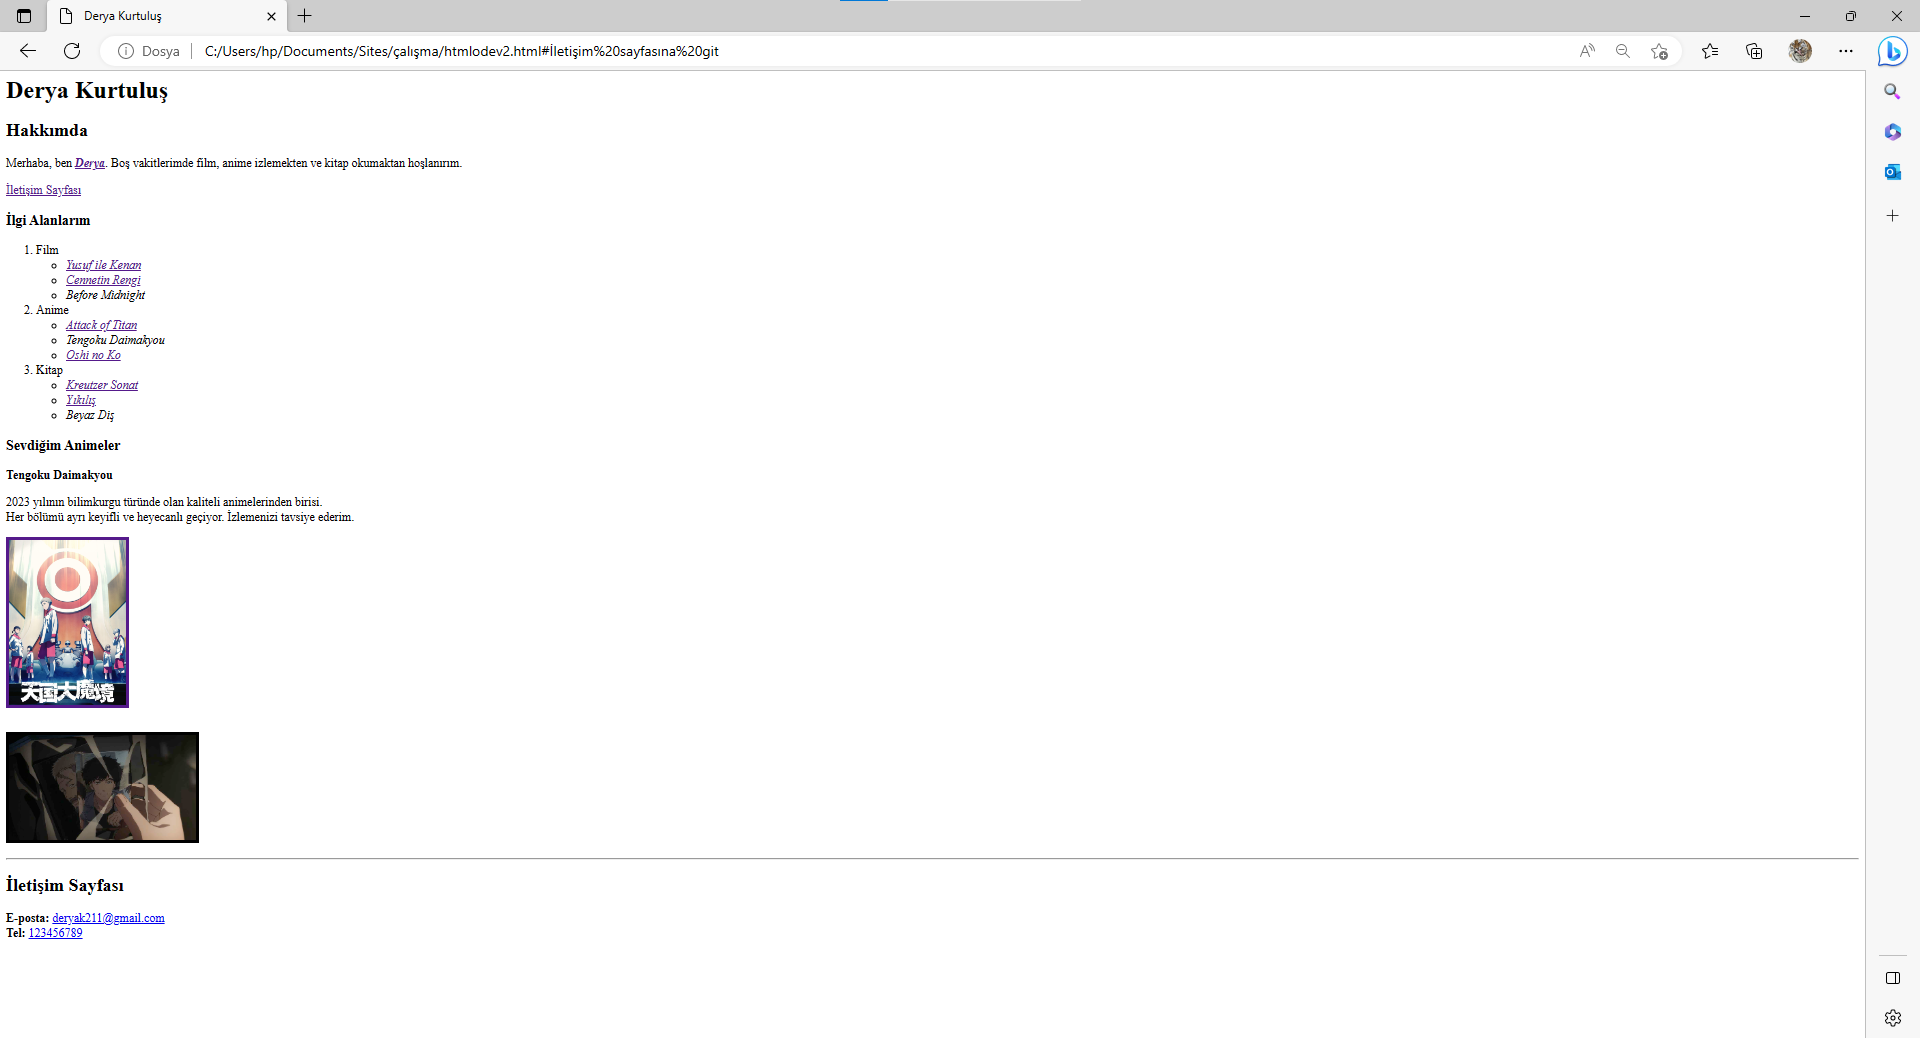 Derya Kurtuluş
Dosya
C:/Users/hp/Documents/Sites/çalışma/htmlodev2.html#İletişim%20sayfasına%20git
Derya Kurtuluş
Hakkımda
Merhaba, ben Derya. Boş vakitlerimde film, anime izlemekten ve kitap okumaktan hoşlanırım.
İletişim Sayfası
İlgi Alanlarım
1. Film
Yusuf ile Kenan
Cennetin Rengi
Before Midnight
2. Anime
Attack of Titan
Tengoku Daimakyou
Oshi no Ko
3. Kitap
Kreutzer Sonat
Yıkılış
Beyaz Diş
Sevdiğim Animeler
Tengoku Daimakyou
2023 yılının bilimkurgu türünde olan kaliteli animelerinden birisi.
Her bölümü ayrı keyifli ve heyecanlı geçiyor. İzlemenizi tavsiye ederim.
天国大魔境
İletişim Sayfası
E-posta: deryak211@gmail.com
Tel: 123456789